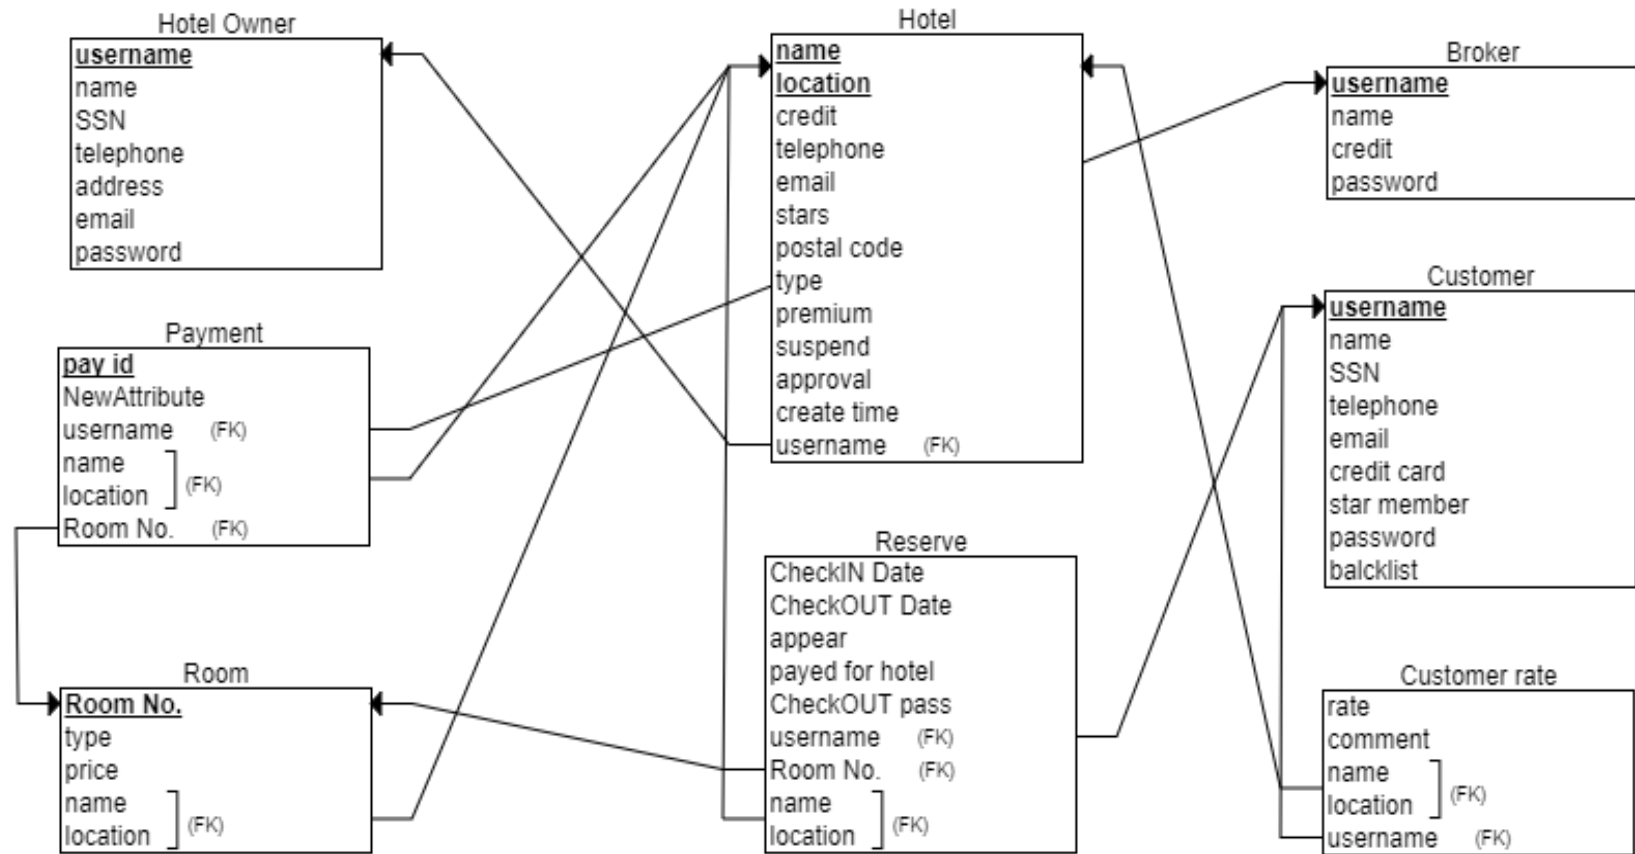 Hotel Owner
username
name
SSN
telephone
address
email
password
Hotel
name
location
credit
telephone
email
stars
postal code
type
premium
suspend
approval
create time
username (FK)
Broker
username
name
credit
password
Customer
username
name
SSN
telephone
email
credit card
star member
password
balcklist
Payment
pay id
NewAttribute
username (FK)
name
location
(FK)
Room No. (FK)
Room
Room No.
type
price
name
location
(FK)
Reserve
CheckIN Date
CheckOUT Date
appear
payed for hotel
CheckOUT pass
username (FK)
Room No. (FK)
name
location
(FK)
Customer rate
rate
comment
name
location
(FK)
username (FK)